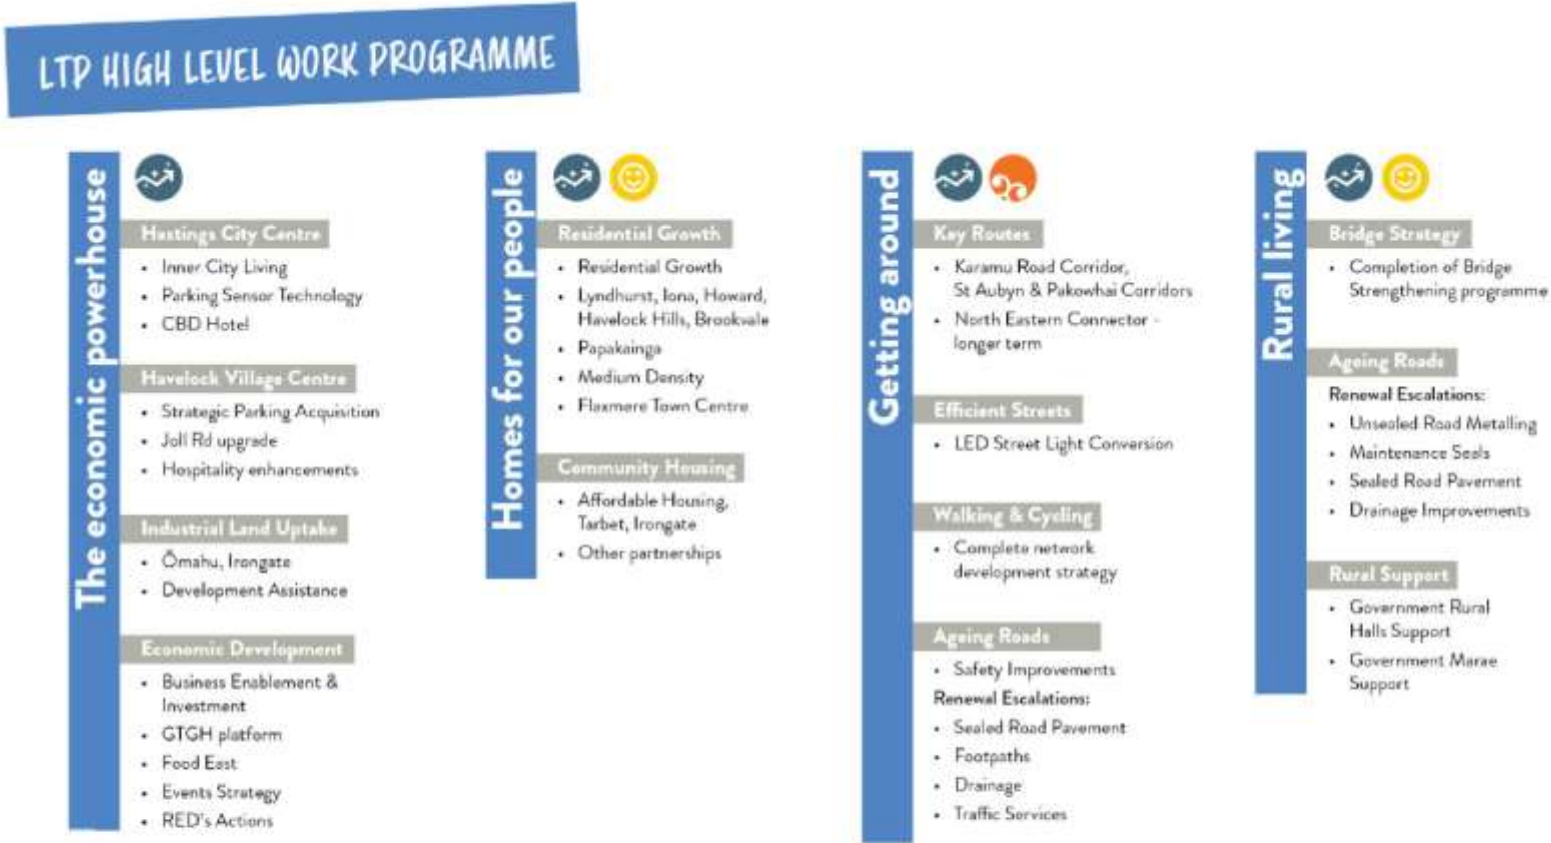 LTP HIGH LEVEL WORK PROGRAMME
The economic powerhouse
Hastings City Centre
• Inner City Living
• Parking Sensor Technology
• CBD Hotel
Havelock Village Centre
• Strategic Parking Acquisition
• Joll Rd upgrade
• Hospitality enhancements
Industrial Land Uptake
• Ōmahu, Irongate
• Development Assistance
Economic Development
• Business Enablement &
Investment
• GTGH platform
• Food East
• Events Strategy
• RED's Actions
Homes for our people
Residential Growth
• Residential Growth
• Lyndhurst, Iona, Howard,
Havelock Hills, Brookvale
• Papakainga
• Medium Density
• Flaxmere Town Centre
Community Housing
• Affordable Housing,
Tarbet, Irongate
• Other partnerships
Getting around
Key Routes
• Karamu Road Corridor,
St Aubyn & Pakowhai Corridors
• North Eastern Connector -
longer term
Efficient Streets
• LED Street Light Conversion
Walking & Cycling
• Complete network
development strategy
Ageing Roads
• Safety Improvements
Renewal Escalations:
• Sealed Road Pavement
• Footpaths
• Drainage
• Traffic Services
Rural living
Bridge Strategy
• Completion of Bridge
Strengthening programme
Ageing Roads
Renewal Escalations:
• Unsealed Road Metalling
• Maintenance Seals
• Sealed Road Pavement
• Drainage Improvements
Rural Support
• Government Rural
Halls Support
• Government Marae
Support